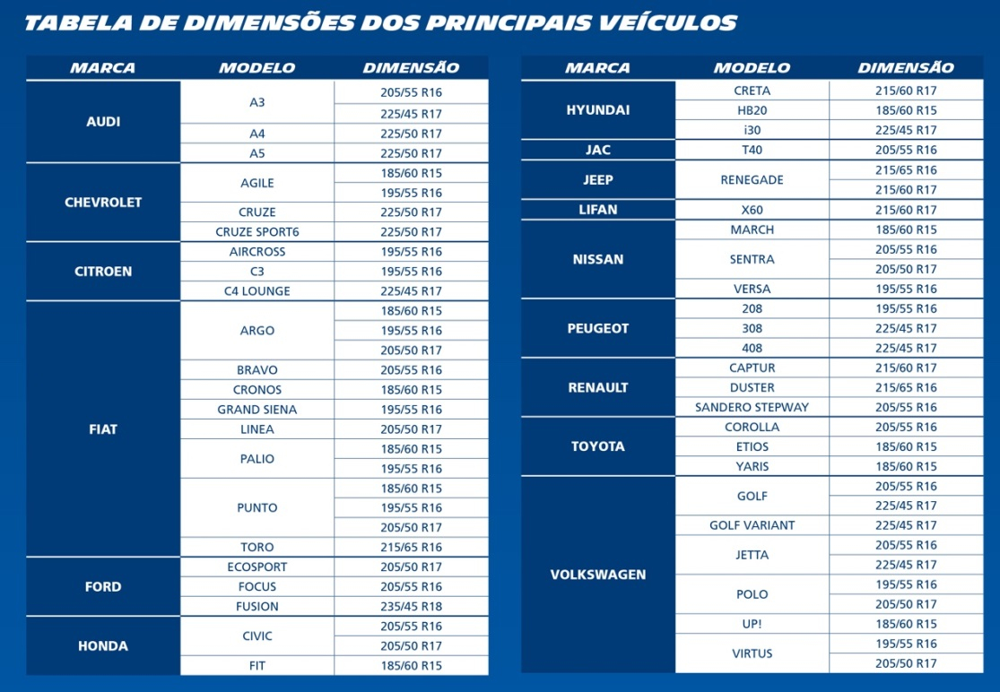 TABELA DE DIMENSÕES DOS PRINCIPAIS VEÍCULOS
MARCA MODELO DIMENSÃO
AUDI A3 205/55 R16
225/45 R17
A4 225/50 R17
A5 225/50 R17
CHEVROLET AGILE 185/60 R15
195/55 R16
CRUZE 225/50 R17
CRUZE SPORT6 225/50 R17
CITROEN AIRCROSS 195/55 R16
C3 195/55 R16
C4 LOUNGE 225/45 R17
FIAT ARGO 185/60 R15
195/55 R16
205/50 R17
BRAVO 205/55 R16
CRONOS 185/60 R15
GRAND SIENA 195/55 R16
LINEA 205/50 R17
PALIO 185/60 R15
195/55 R16
PUNTO 185/60 R15
195/55 R16
205/50 R17
TORO 215/65 R16
FORD ECOSPORT 205/50 R17
FOCUS 205/55 R16
FUSION 235/45 R18
HONDA CIVIC 205/55 R16
205/50 R17
FIT 185/60 R15
MARCA MODELO DIMENSÃO
HYUNDAI CRETA 215/60 R17
HB20 185/60 R15
i30 225/45 R17
JAC T40 205/55 R16
JEEP RENEGADE 215/65 R16
215/60 R17
LIFAN X60 215/60 R17
NISSAN MARCH 185/60 R15
SENTRA 205/55 R16
205/50 R17
VERSA 195/55 R16
PEUGEOT 208 195/55 R16
308 225/45 R17
408 225/45 R17
RENAULT CAPTUR 215/60 R17
DUSTER 215/65 R16
SANDERO STEPWAY 205/55 R16
TOYOTA COROLLA 205/55 R16
ETIOS 185/60 R15
YARIS 185/60 R15
VOLKSWAGEN GOLF 205/55 R16
225/45 R17
GOLF VARIANT 225/45 R17
JETTA 205/55 R16
225/45 R17
POLO 195/55 R16
205/50 R17
UP! 185/60 R15
VIRTUS 195/55 R16
205/50 R17